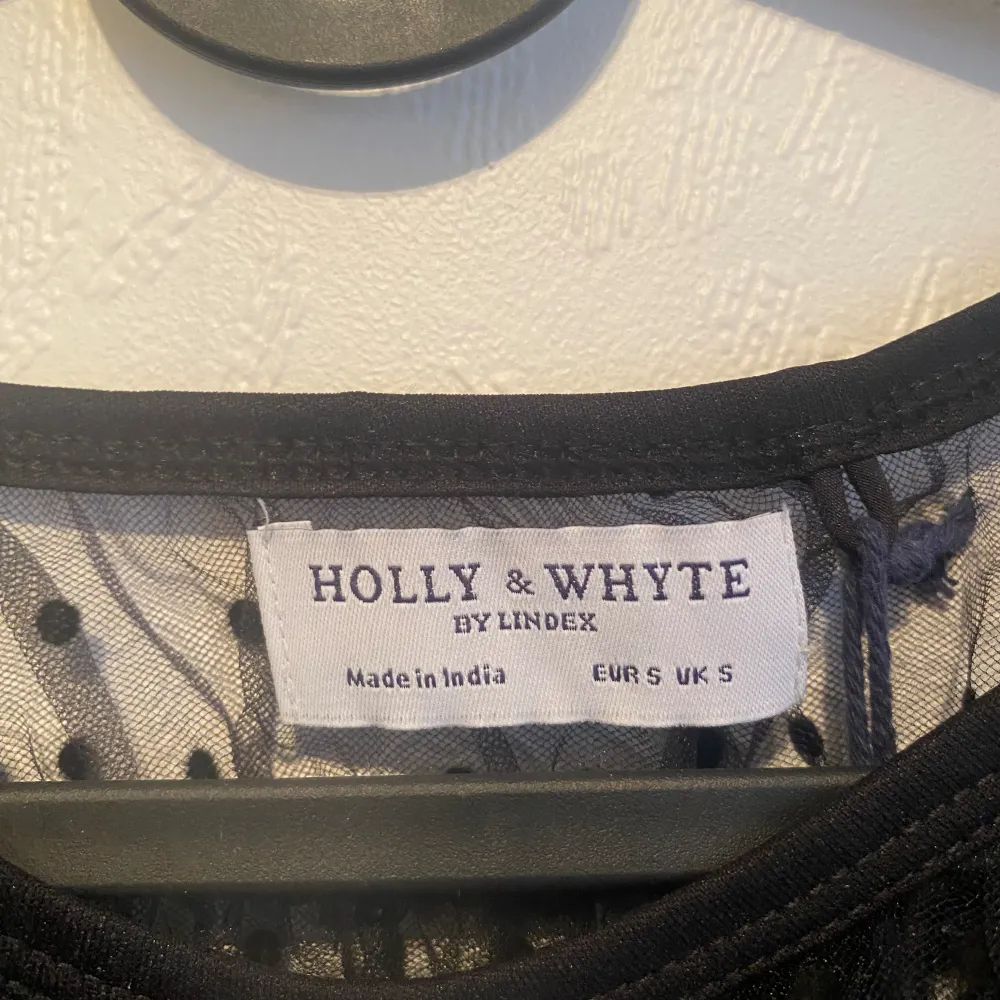 HOLLY & WHYTE
BY LINDEX
Made in India EUR S UK S